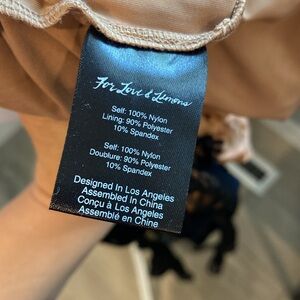 For Love & Lemons
Self: 100% Nylon
Lining: 90% Polyester
10% Spandex
Self: 100% Nylon
Doublure: 90% Polyester
10% Spandex
Designed In Los Angeles
Assembled In China
Conçu à Los Angeles
Assemblé en Chine